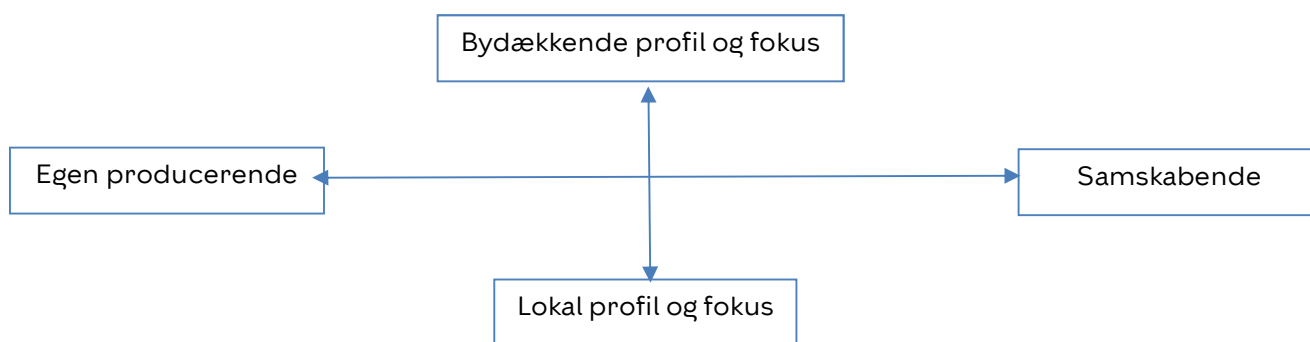 Bydækkende profil og fokus
Egen producerende
Samskabende
Lokal profil og fokus